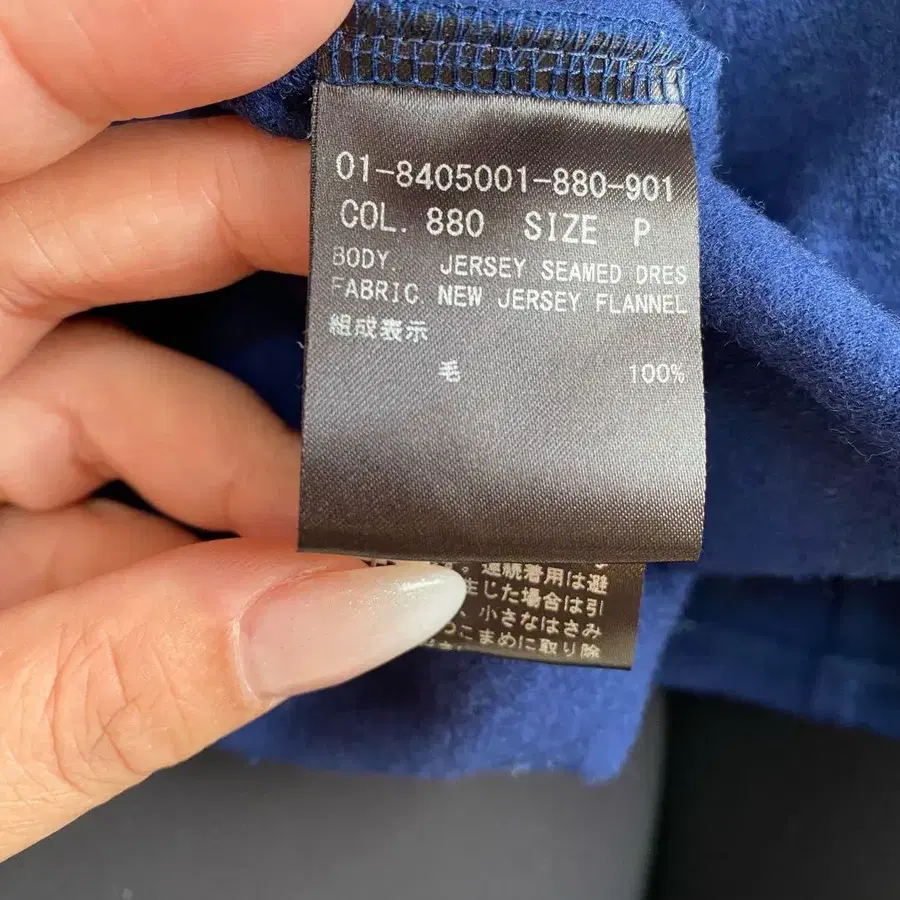 01-8405001-880-901
COL. 880 SIZE P
BODY. JERSEY SEAMED DRES
FABRIC. NEW JERSEY FLANNEL
組成表示
毛 100%
。連続着用は避
生じた場合は引
、小さなはさみ
こまめに取り除